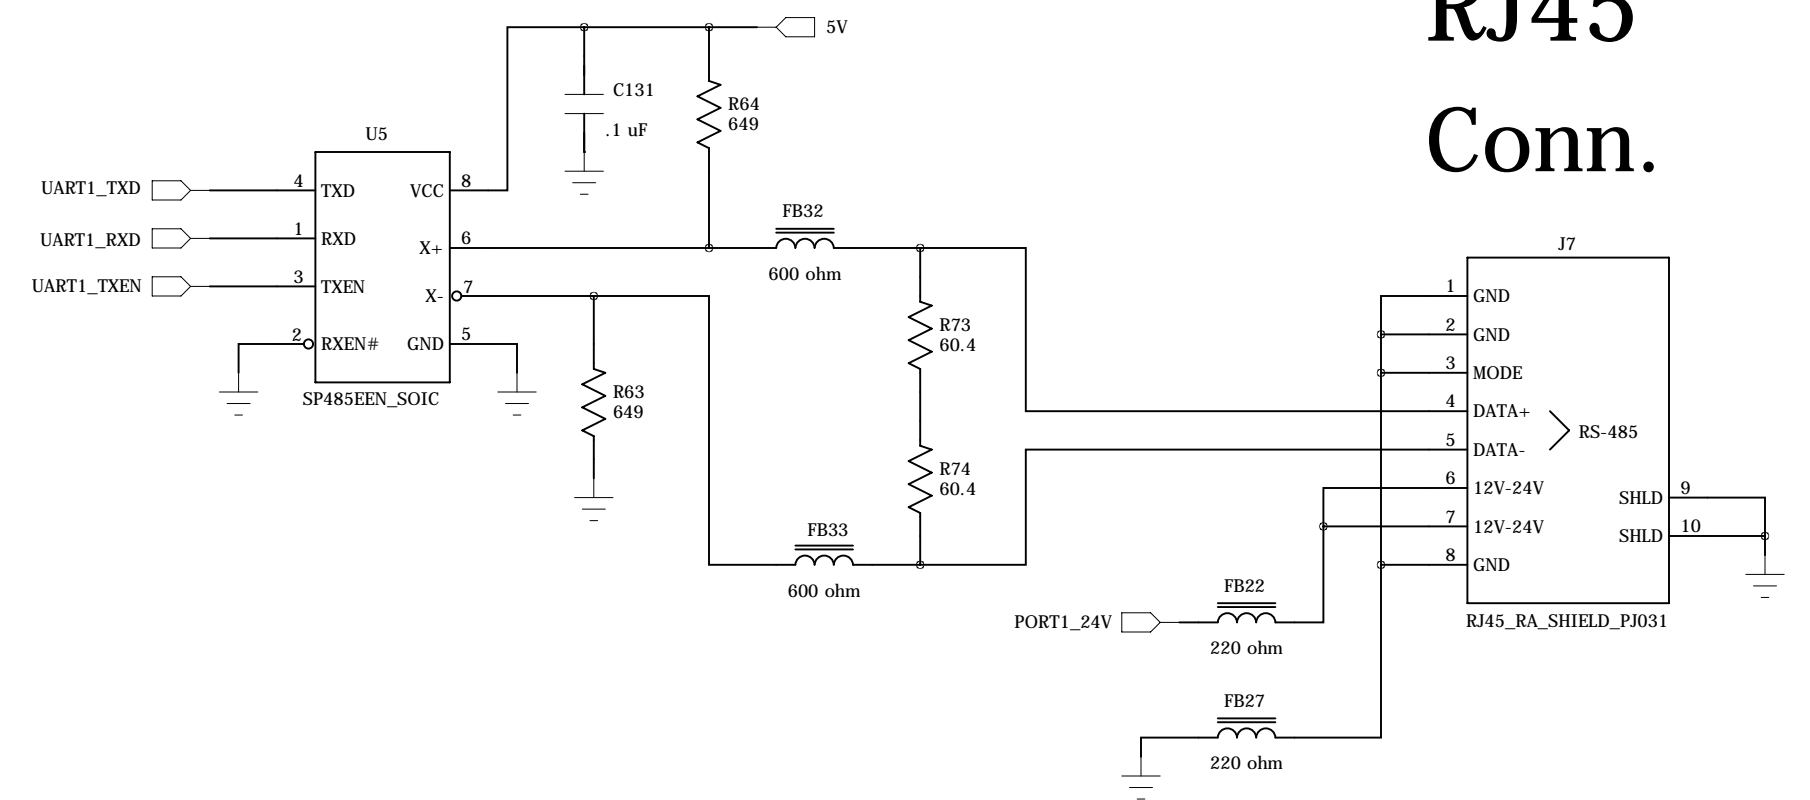 RJ45
Conn.
5V
C131
.1 uF
R64
649
U5
UART1_TXD
4
TXD
VCC
8
UART1_RXD
1
RXD
X+
6
UART1_TXEN
3
TXEN
X-
7
2
RXEN#
GND
5
SP485EEN_SOIC
R63
649
FB32
600 ohm
R73
60.4
R74
60.4
FB33
600 ohm
J7
1
GND
2
GND
3
MODE
4
DATA+
5
DATA-
RS-485
6
12V-24V
7
12V-24V
8
GND
SHLD
9
SHLD
10
RJ45_RA_SHIELD_PJ031
FB22
PORT1_24V
220 ohm
FB27
220 ohm